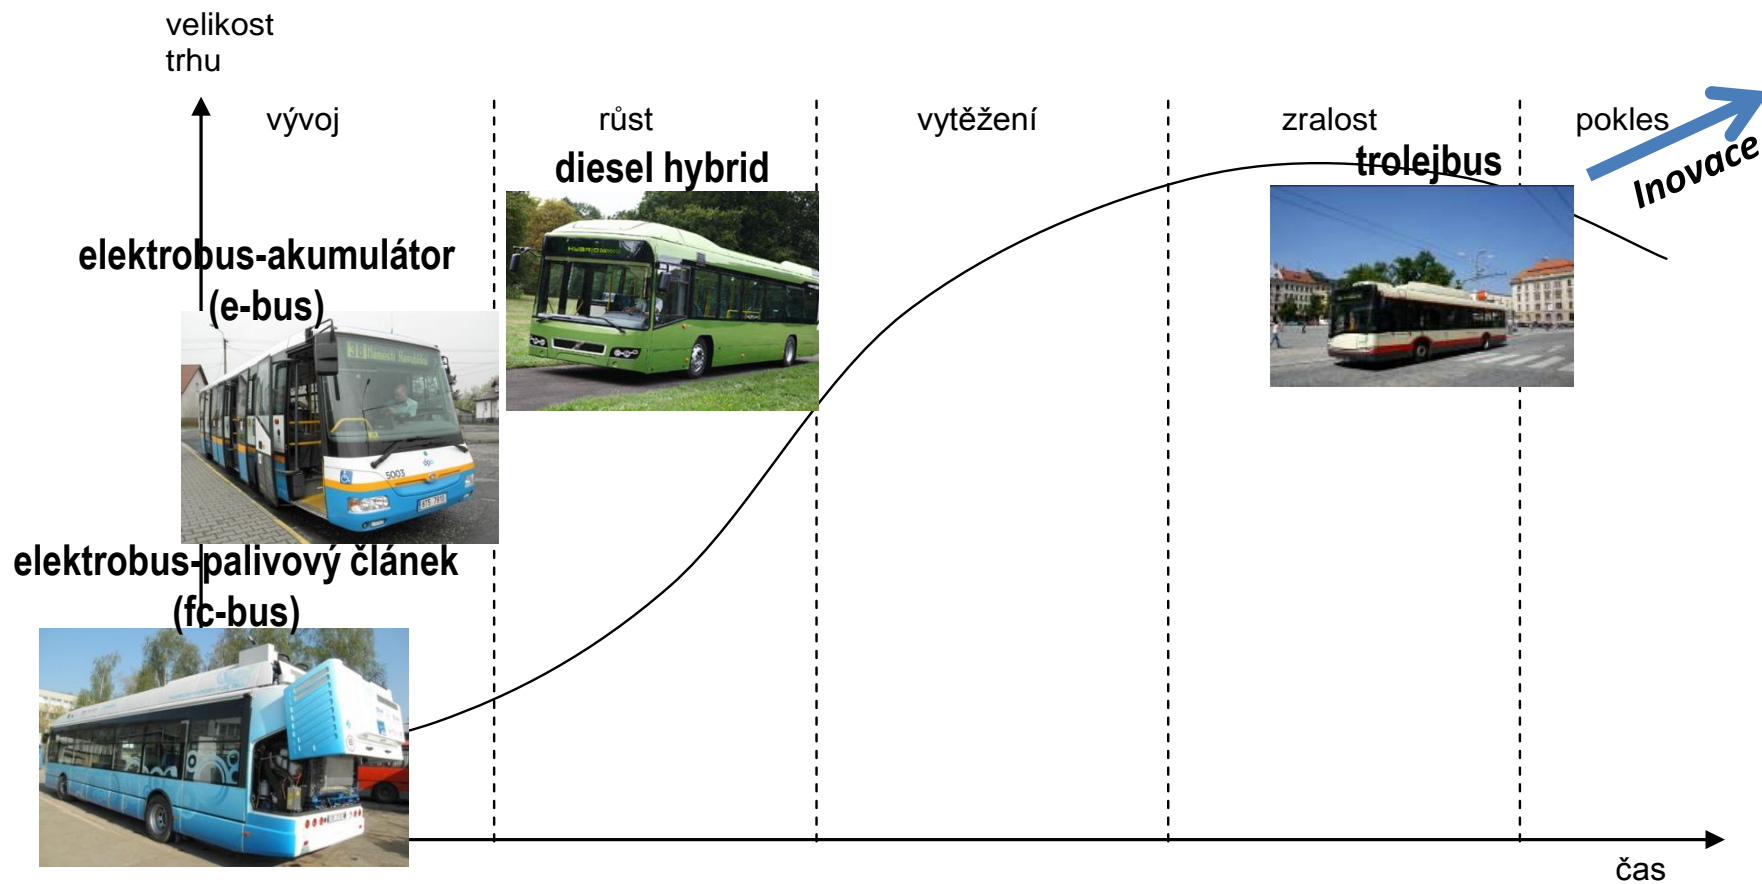 velikost
trhu
vývoj
růst
vytěžení
zralost
pokles
Inovace
diesel hybrid
trolejbus
elektrobus-akumulátor
(e-bus)
5003
elektrobus-palivový článek
(fc-bus)
čas